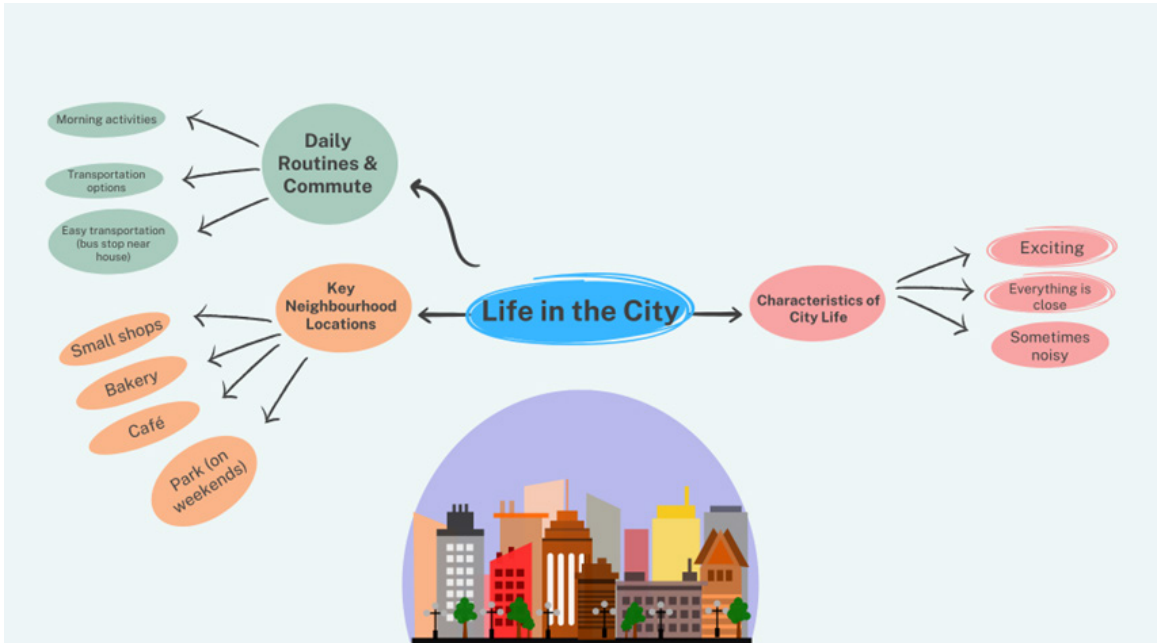 Life in the City
Daily
Routines &
Commute
Morning activities
Transportation
options
Easy transportation
(bus stop near
house)
Key
Neighbourhood
Locations
Small shops
Bakery
Café
Park (on
weekends)
Characteristics of
City Life
Exciting
Everything is
close
Sometimes
noisy